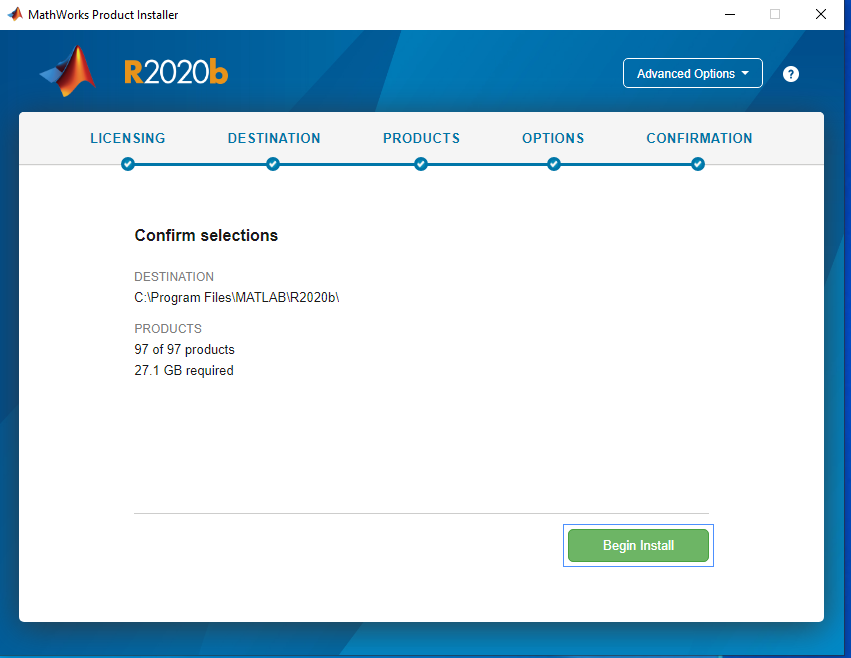 MathWorks Product Installer
R2020b
Advanced Options
?
LICENSING DESTINATION PRODUCTS OPTIONS CONFIRMATION
Confirm selections
DESTINATION
C:\Program Files\MATLAB\R2020b\
PRODUCTS
97 of 97 products
27.1 GB required
Begin Install